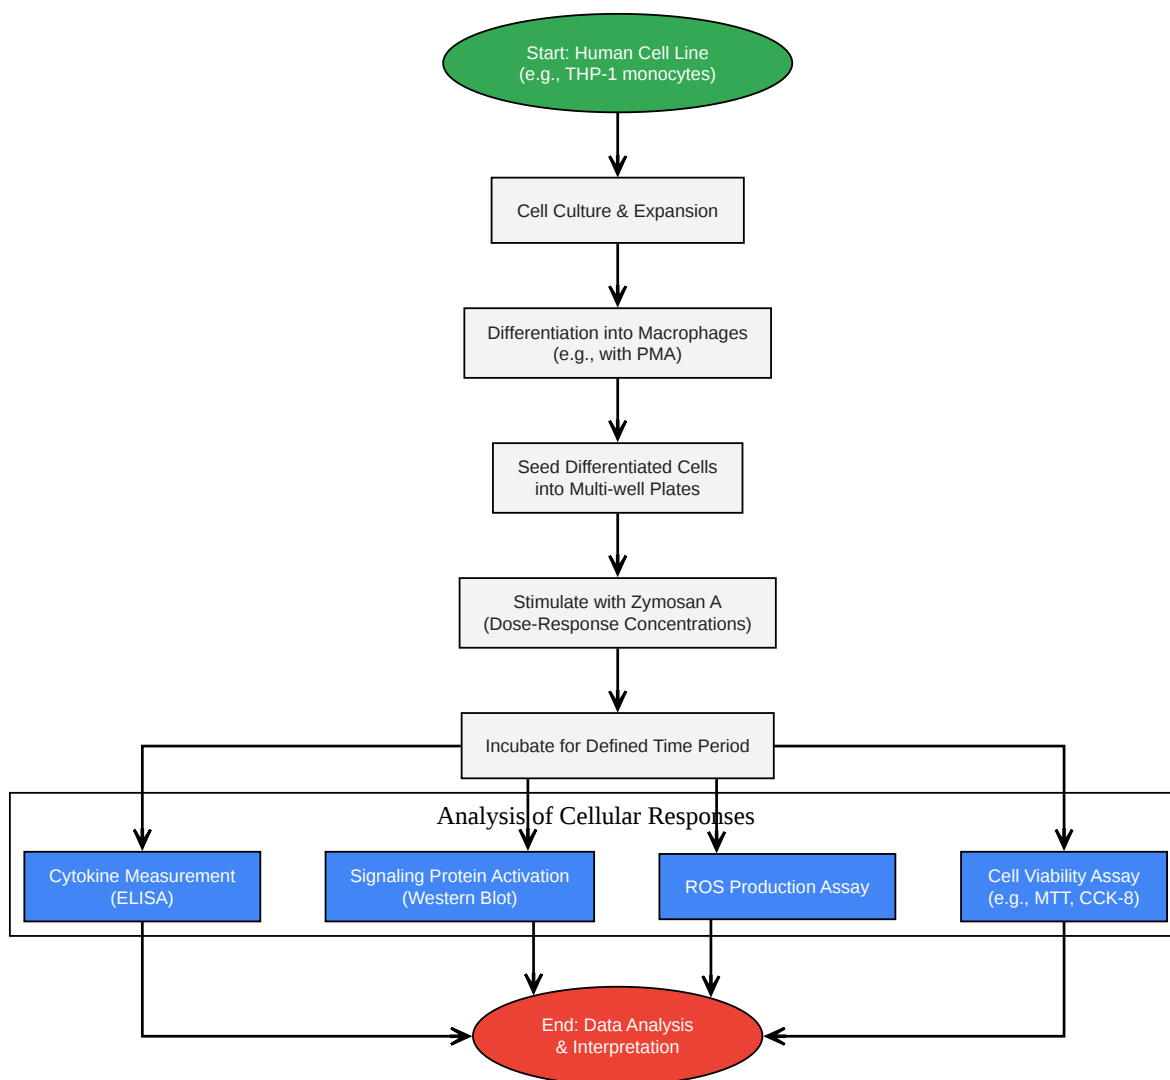 Start: Human Cell Line
(e.g., THP-1 monocytes)
Cell Culture & Expansion
Differentiation into Macrophages
(e.g., with PMA)
Seed Differentiated Cells
into Multi-well Plates
Stimulate with Zymosan A
(Dose-Response Concentrations)
Incubate for Defined Time Period
Analysis of Cellular Responses
Cytokine Measurement
(ELISA)
Signaling Protein Activation
(Western Blot)
ROS Production Assay
Cell Viability Assay
(e.g., MTT, CCK-8)
End: Data Analysis
& Interpretation